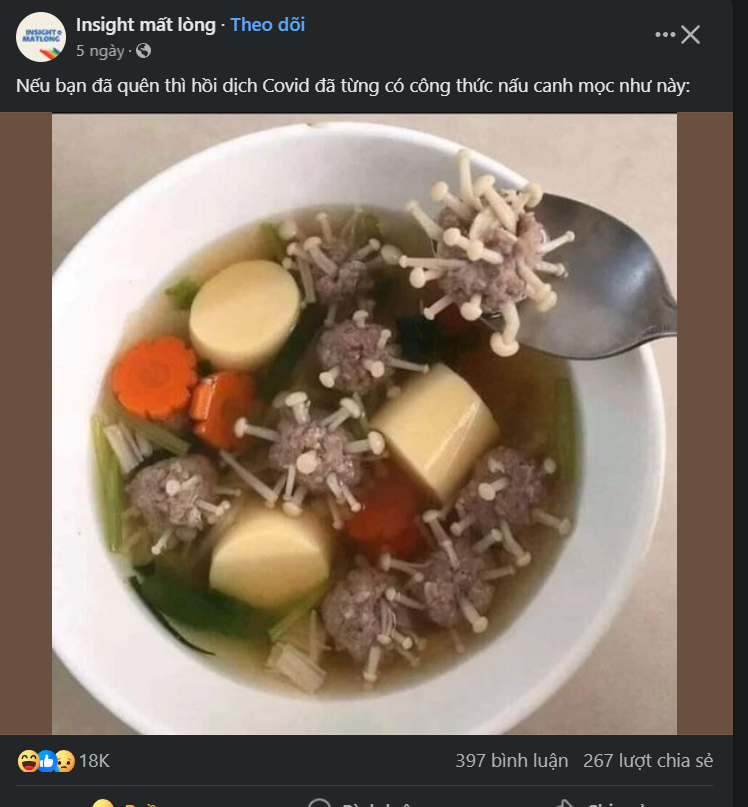 INSIGHT
MATLONG
Insight mất lòng · Theo dõi
5 ngày ·
Nếu bạn đã quên thì hồi dịch Covid đã từng có công thức nấu canh mọc như này:
18K
397 bình luận 267 lượt chia sẻ